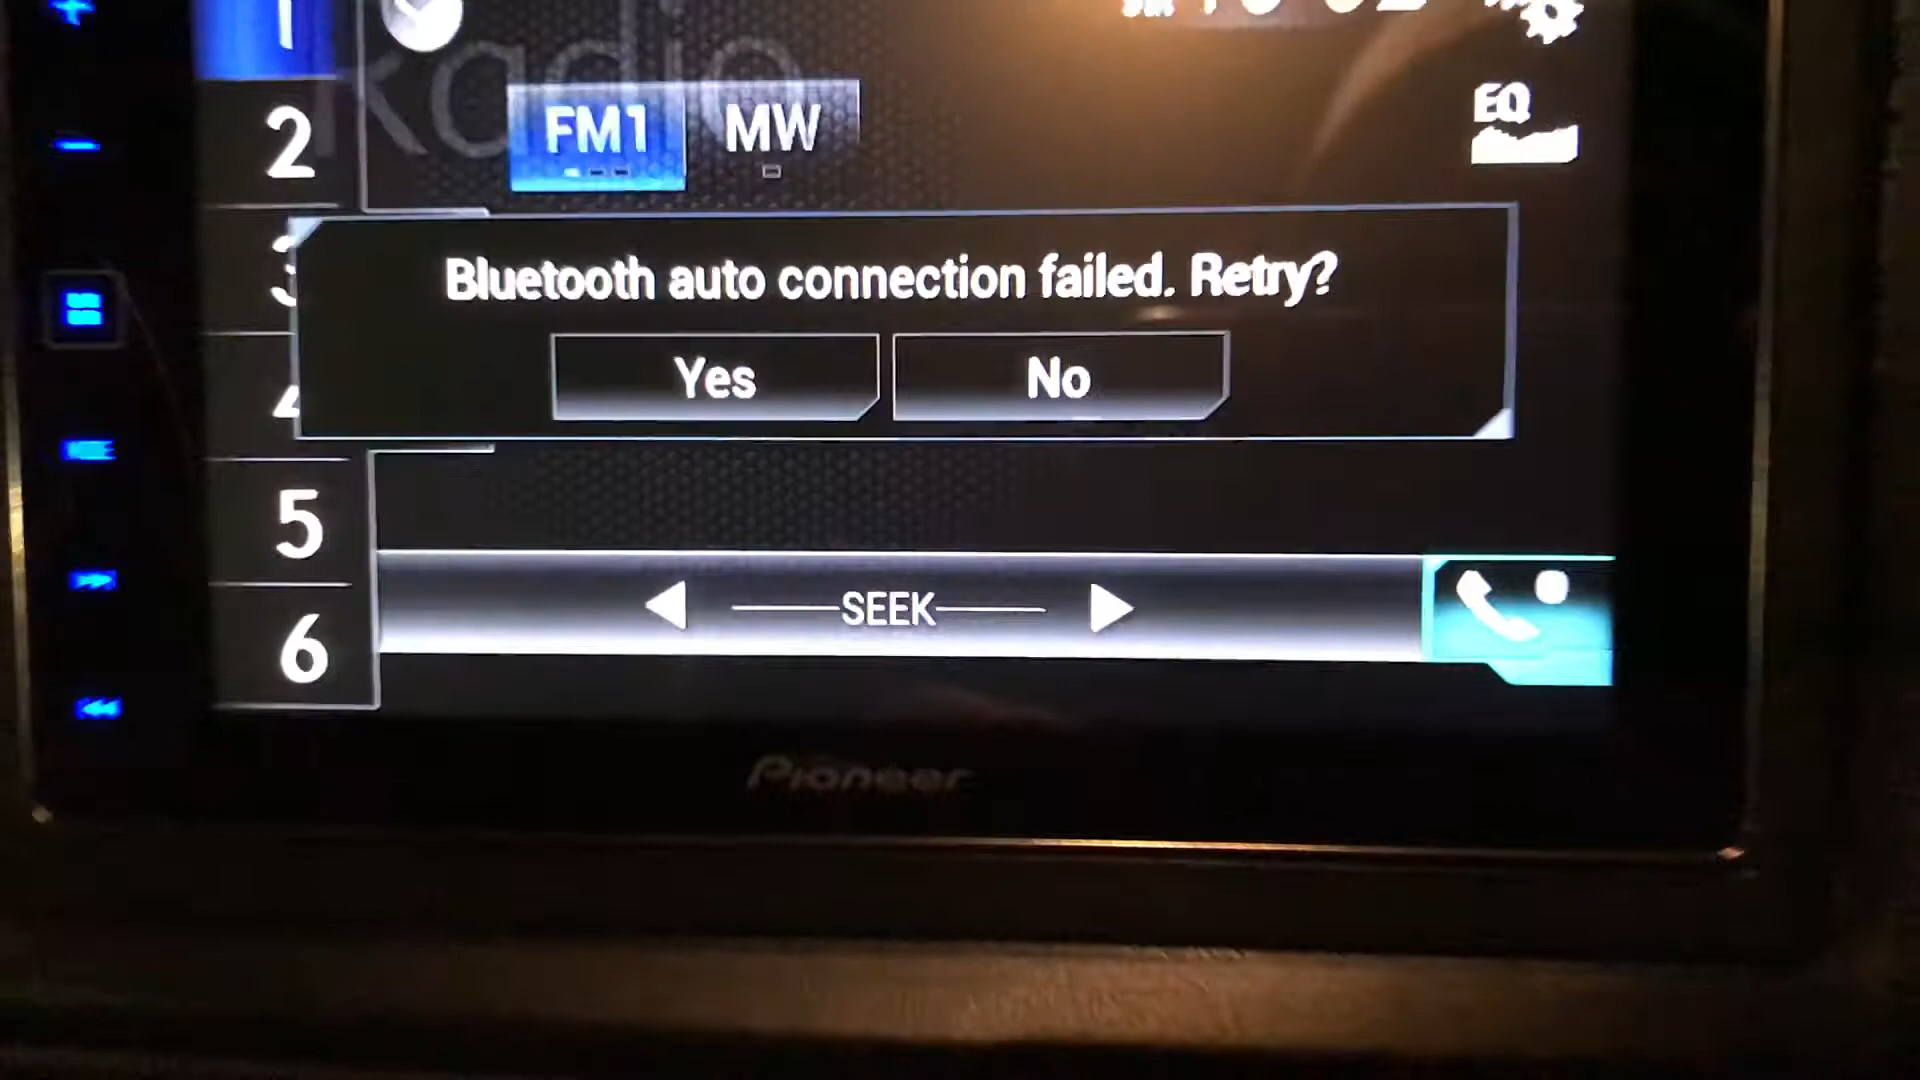 1
Radio
2
FM1
MW
EQ
3
Bluetooth auto connection failed. Retry?
Yes
No
4
5
SEEK
6
Pioneer